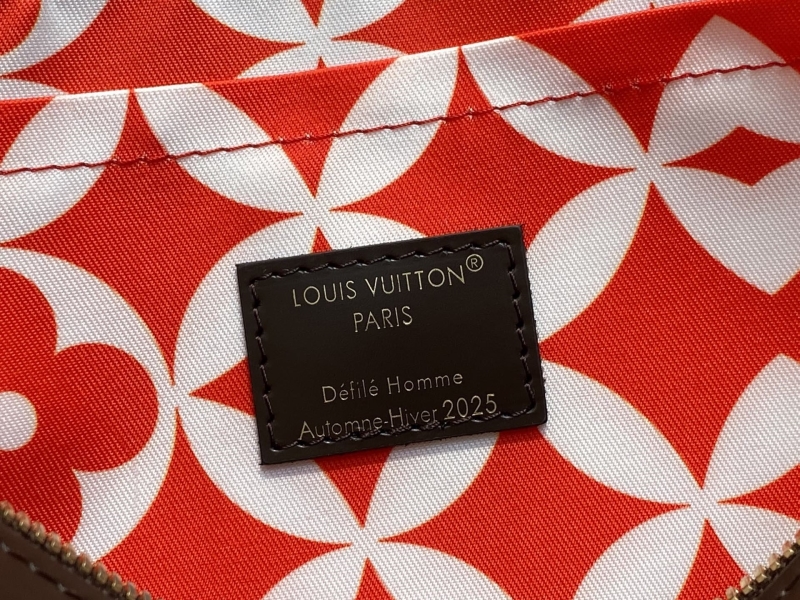 LOUIS VUITTON®
PARIS
Défilé Homme
Automne-Hiver 2025